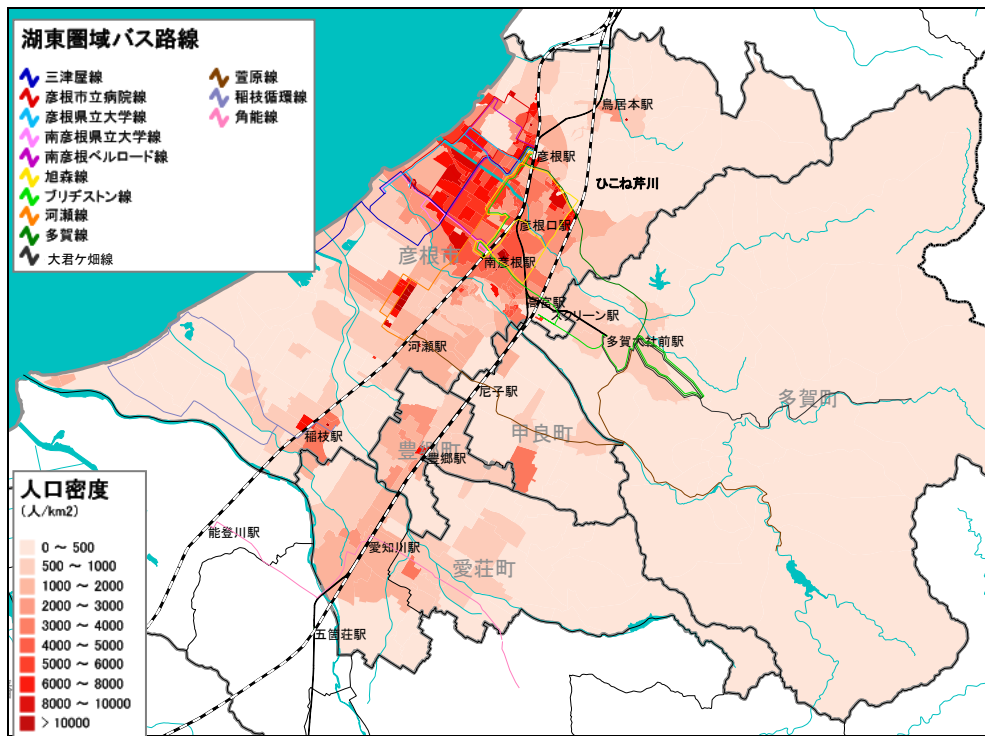 湖東圏域バス路線
三津屋線
彦根市立病院線
彦根県立大学線
南彦根県立大学線
南彦根ベルロード線
旭森線
ブリヂストン線
河瀬線
多賀線
大君ケ畑線
萱原線
稲枝循環線
角能線
鳥居本駅
彦根駅
ひこね芹川
彦根口駅
彦根市
南彦根駅
高宮駅
スクリーン駅
多賀大社前駅
河瀬駅
尼子駅
多賀町
甲良町
稲枝駅
豊郷町
豊郷駅
能登川駅
愛知川駅
愛荘町
五箇荘駅
人口密度
(人/km2)
0 ～ 500
500 ～ 1000
1000 ～ 2000
2000 ～ 3000
3000 ～ 4000
4000 ～ 5000
5000 ～ 6000
6000 ～ 8000
8000 ～ 10000
> 10000